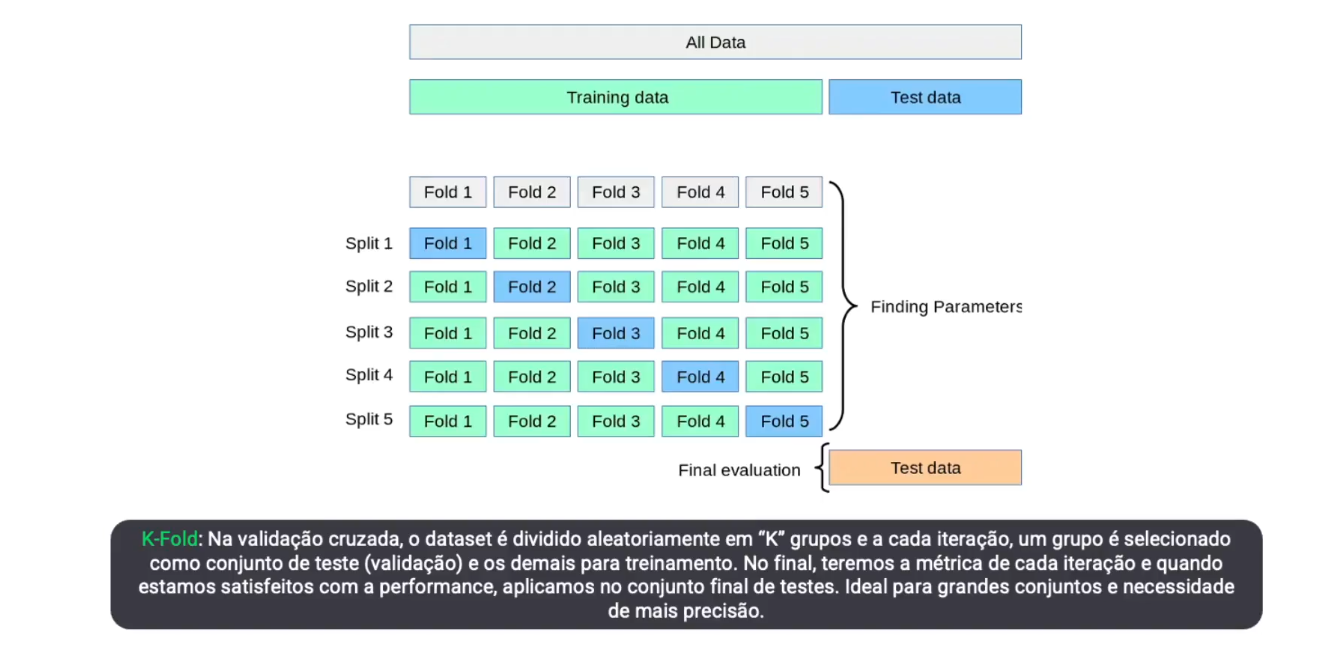 All Data
Training data Test data
Fold 1 Fold 2 Fold 3 Fold 4 Fold 5
Split 1 Fold 1 Fold 2 Fold 3 Fold 4 Fold 5
Split 2 Fold 1 Fold 2 Fold 3 Fold 4 Fold 5
Finding Parameters
Split 3 Fold 1 Fold 2 Fold 3 Fold 4 Fold 5
Split 4 Fold 1 Fold 2 Fold 3 Fold 4 Fold 5
Split 5 Fold 1 Fold 2 Fold 3 Fold 4 Fold 5
Final evaluation Test data
K-Fold: Na validação cruzada, o dataset é dividido aleatoriamente em “K” grupos e a cada iteração, um grupo é selecionado
como conjunto de teste (validação) e os demais para treinamento. No final, teremos a métrica de cada iteração e quando
estamos satisfeitos com a performance, aplicamos no conjunto final de testes. Ideal para grandes conjuntos e necessidade
de mais precisão.